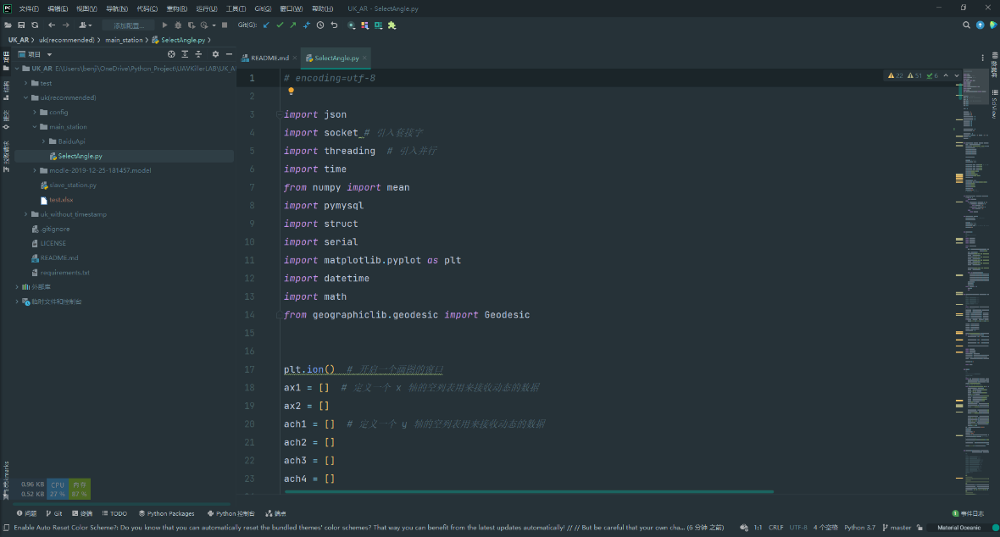 PC 文件(F) 编辑(E) 视图(V) 导航(N) 代码(C) 重构(R) 运行(U) 工具(T) Git(G) 窗口(W) 帮助(H) UK_AR - SelectAngle.py
添加配置... Git(G):
UK_AR › uk(recommended) › main_station › SelectAngle.py ›
项目
README.md
SelectAngle.py
UK_AR E:\Users\benji\OneDrive\Python_Project\UAVKillerLAB\UK_A
test
uk(recommended)
config
main_station
BaiduApi
SelectAngle.py
modle-2019-12-25-181457.model
slave_station.py
test.xlsx
uk_without_timestamp
.gitignore
LICENSE
README.md
requirements.txt
外部库
临时文件和控制台
22 51 6
1 # encoding=utf-8
2
3 import json
4 import socket # 引入套接字
5 import threading # 引入并行
6 import time
7 from numpy import mean
8 import pymysql
9 import struct
10 import serial
11 import matplotlib.pyplot as plt
12 import datetime
13 import math
14 from geographiclib.geodesic import Geodesic
15
16
17 plt.ion() # 开启一个画图的窗口
18 ax1 = [] # 定义一个 x 轴的空列表用来接收动态的数据
19 ax2 = []
20 ach1 = [] # 定义一个 y 轴的空列表用来接收动态的数据
21 ach2 = []
22 ach3 = []
23 ach4 = []
项目
结构
提交
数据库
SciView
0.96 KB CPU 内存
0.52 KB 27 % 87 %
问题 Git 终端 TODO Python Packages Python 控制台 端点 1 事件日志
Enable Auto Reset Color Scheme?: Do you know that you can automatically reset the bundled themes' color schemes? That way you can benefit from the latest updates automatically! // // But be careful that your own cha... (6 分钟 之前) 1:1 CRLF UTF-8 4 个空格 Python 3.7 master Material Oceanic